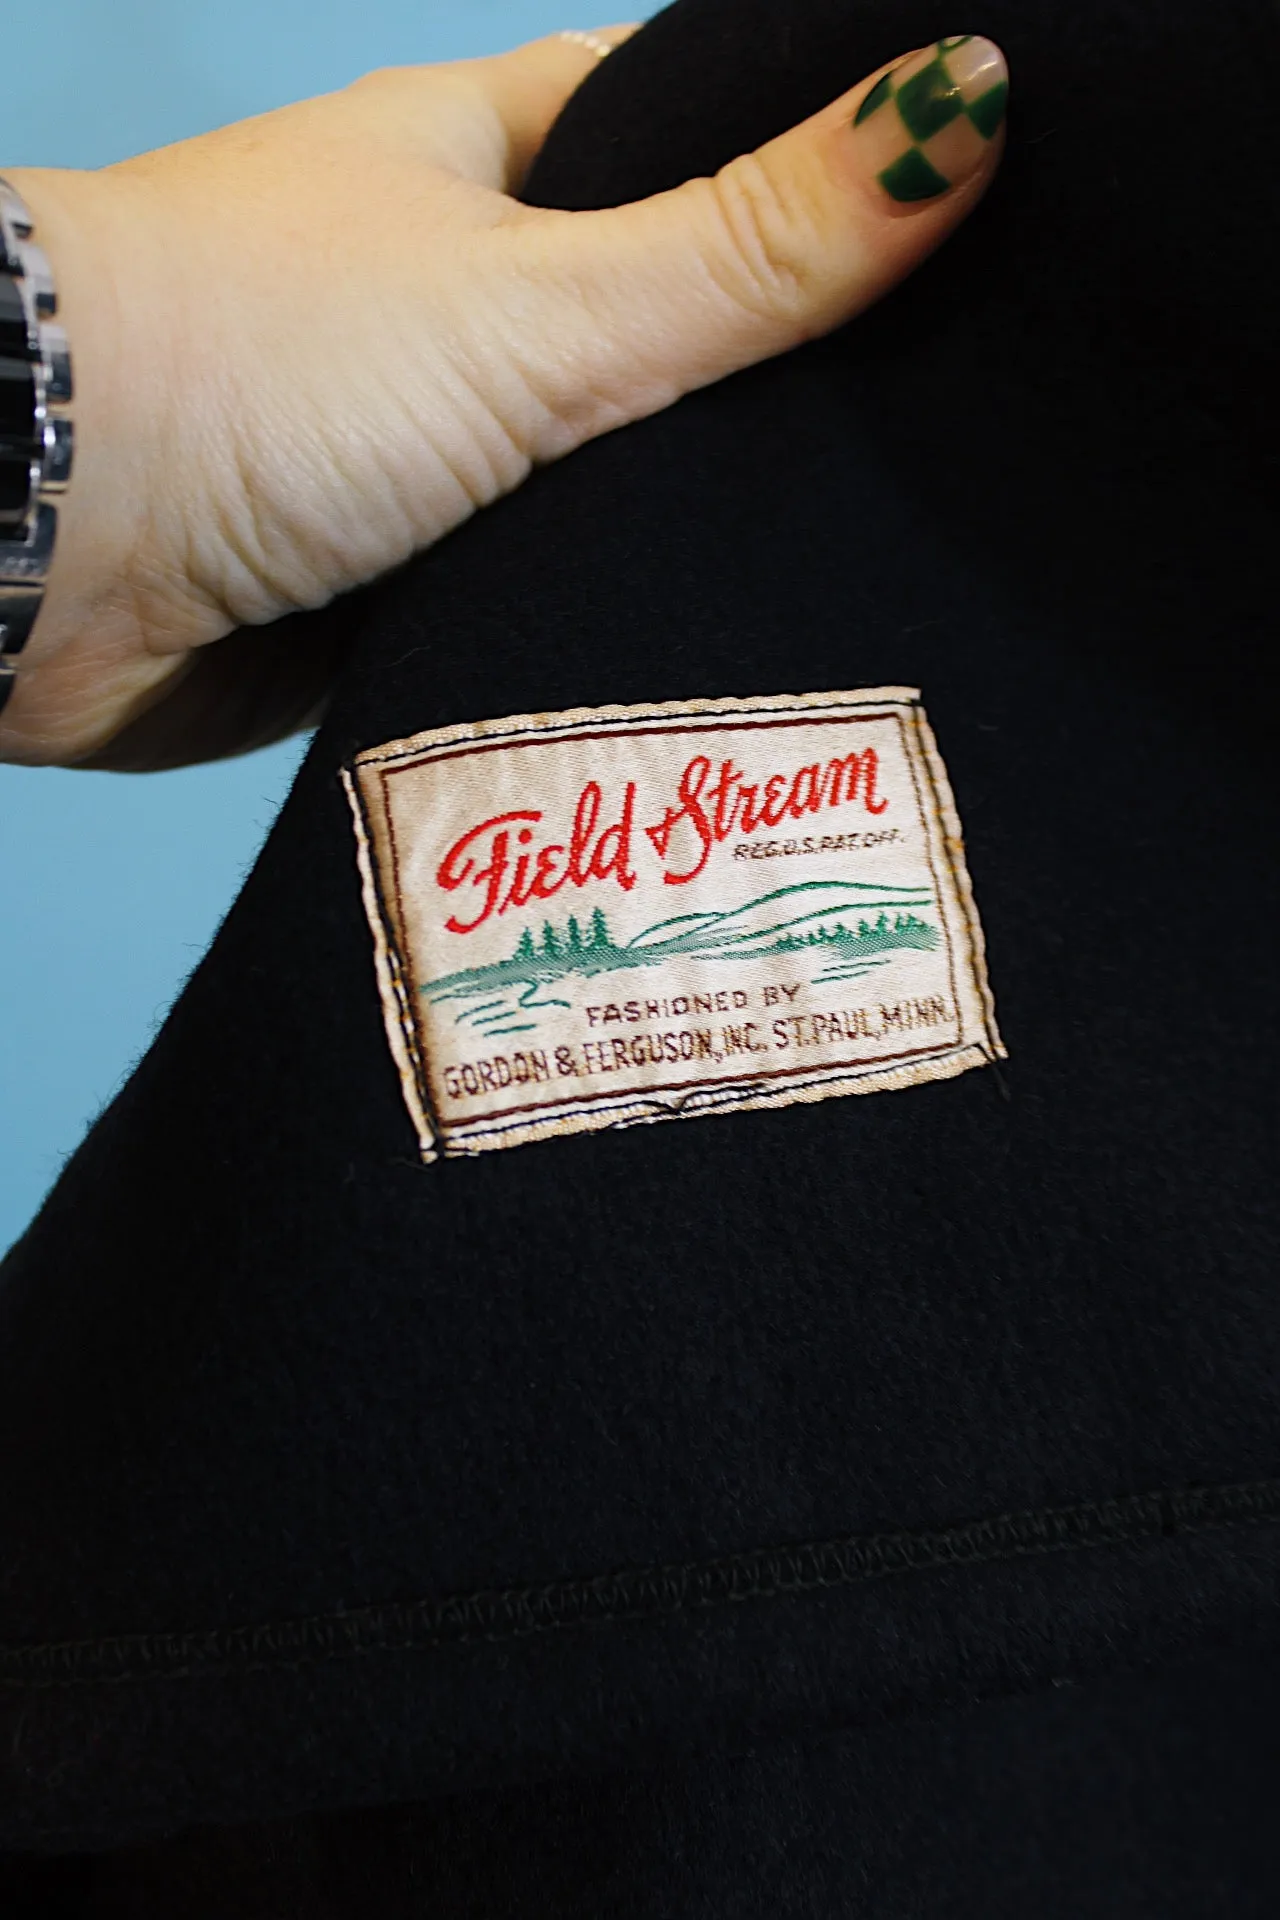 Field & Stream
REG.U.S.PAT.OFF.
FASHIONED BY
GORDON & FERGUSON, INC. ST. PAUL, MINN.